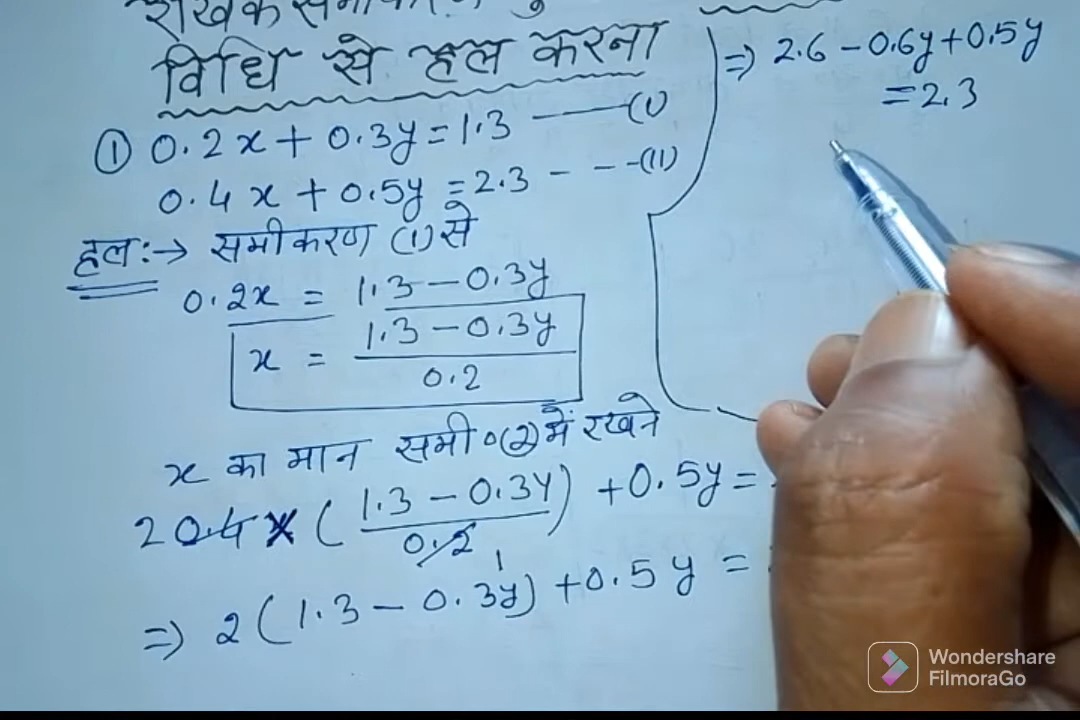 विधि से हल करना
① 0.2x + 0.3y = 1.3 —(I)
0.4x + 0.5y = 2.3 - - -(II)
हलः→ समीकरण (I) से
0.2x = 1.3 - 0.3y
x = (1.3 - 0.3y)/0.2
x का मान समी०(2) में रखने
2 0.4 x (1.3 - 0.3y / 0.2 1) + 0.5y =
⇒ 2(1.3 - 0.3y) + 0.5y =
⇒ 2.6 - 0.6y + 0.5y
= 2.3
Wondershare
FilmoraGo